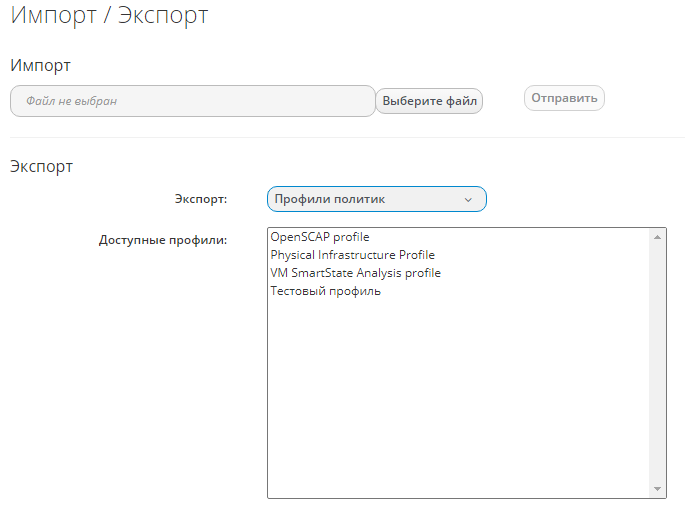 Импорт / Экспорт
Импорт
Файл не выбран
Выберите файл
Отправить
Экспорт
Экспорт:
Профили политик
Доступные профили:
OpenSCAP profile
Physical Infrastructure Profile
VM SmartState Analysis profile
Тестовый профиль